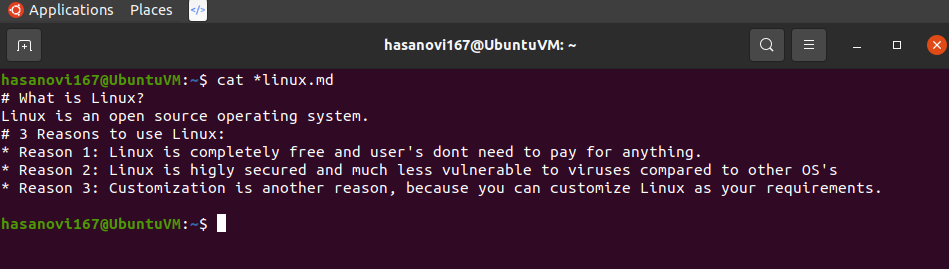 Applications Places </>
hasanovi167@UbuntuVM: ~
hasanovi167@UbuntuVM:~$ cat *linux.md
# What is Linux?
Linux is an open source operating system.
# 3 Reasons to use Linux:
* Reason 1: Linux is completely free and user's dont need to pay for anything.
* Reason 2: Linux is higly secured and much less vulnerable to viruses compared to other OS's
* Reason 3: Customization is another reason, because you can customize Linux as your requirements.
hasanovi167@UbuntuVM:~$